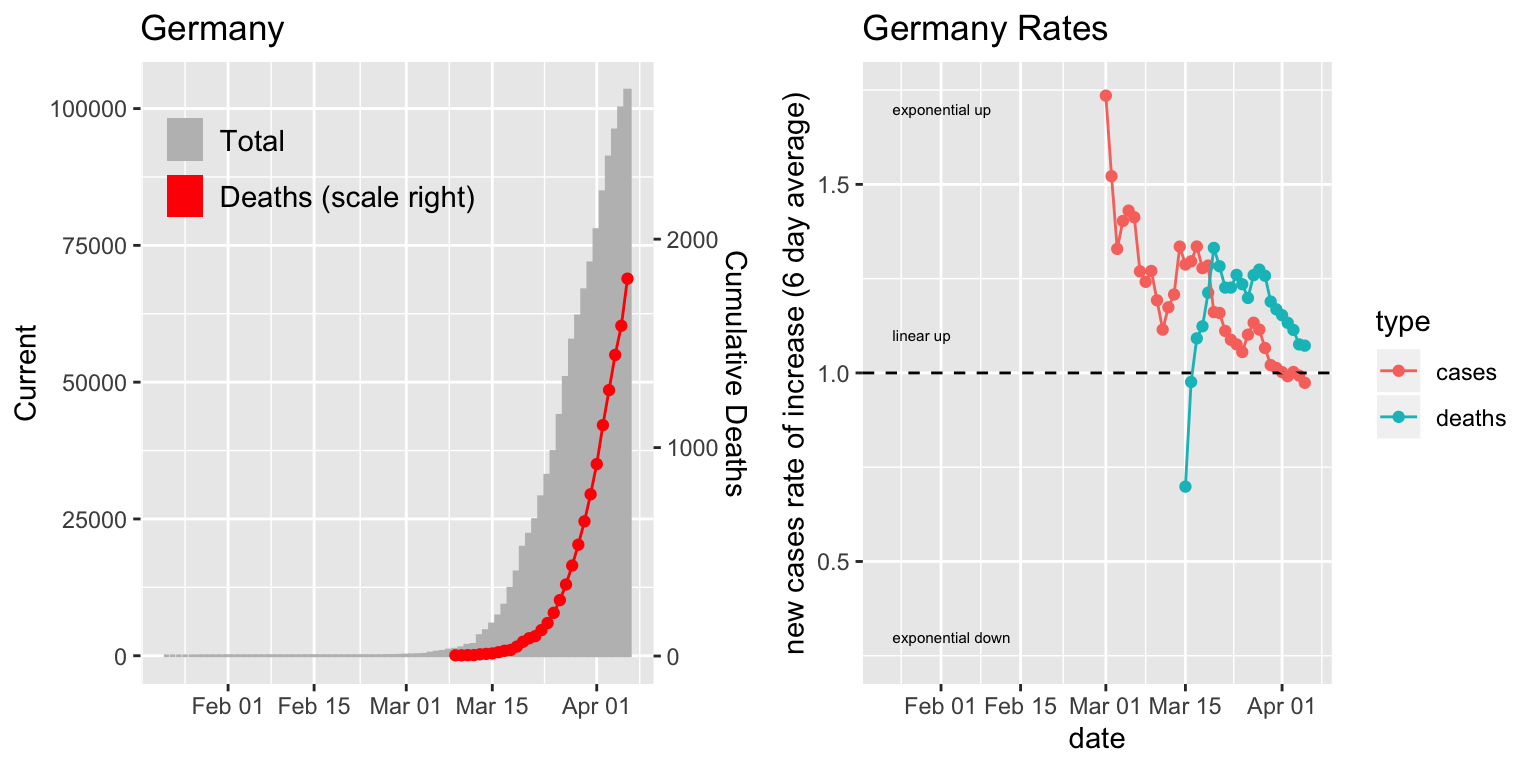 Germany
Current
100000
75000
50000
25000
0
Total
Deaths (scale right)
2000
1000
0
Cumulative Deaths
Feb 01
Feb 15
Mar 01
Mar 15
Apr 01
Germany Rates
new cases rate of increase (6 day average)
1.5
1.0
0.5
exponential up
linear up
exponential down
Feb 01
Feb 15
Mar 01
Mar 15
Apr 01
date
type
cases
deaths